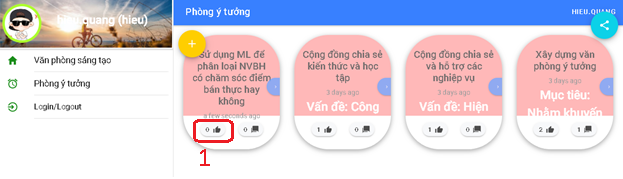 hieu.quang (hieu)
Văn phòng sáng tạo
Phòng ý tưởng
Login/Logout
Phòng ý tưởng
HIEU.QUANG
Sử dụng ML để
phân loại NVBH
có chăm sóc điểm
bán thực hay
không
a few seconds ago
0
0
1
Cộng đồng chia sẻ
kiến thức và học
tập
3 days ago
Vấn đề: Công
1
0
Cộng đồng chia sẻ
và hỗ trợ các
nghiệp vụ
3 days ago
Vấn đề: Hiện
1
0
Xây dựng văn
phòng ý tưởng
3 days ago
Mục tiêu:
Nhằm khuyến
2
1